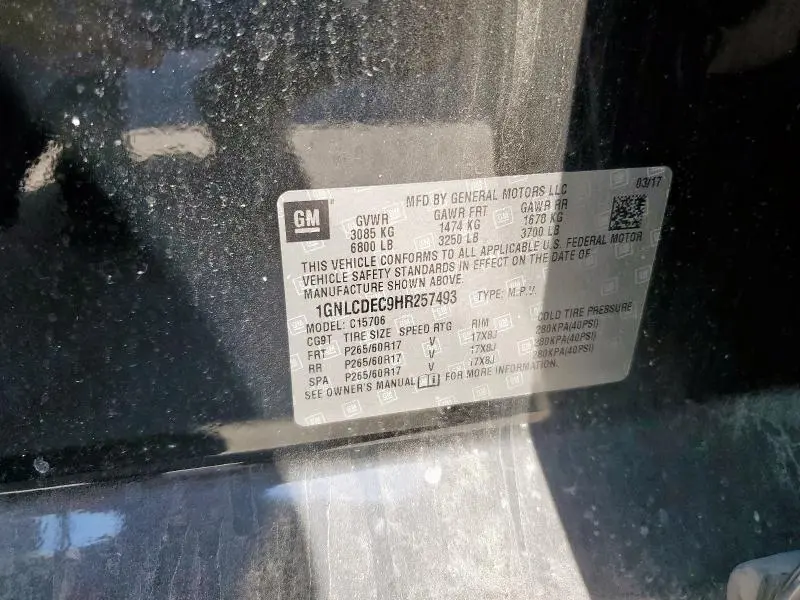 GM
MFD BY GENERAL MOTORS LLC 03/17
GVWR GAWR FRT GAWR RR
3085 KG 1474 KG 1678 KG
6800 LB 3250 LB 3700 LB
THIS VEHICLE CONFORMS TO ALL APPLICABLE U.S. FEDERAL MOTOR
VEHICLE SAFETY STANDARDS IN EFFECT ON THE DATE OF
MANUFACTURE SHOWN ABOVE.
1GNLCDEC9HR257493 TYPE: M.P.V.
MODEL: C15706
CG9T TIRE SIZE SPEED RTG RIM COLD TIRE PRESSURE
FRT P265/60R17 V 17X8J 280KPA(40PSI)
RR P265/60R17 V 17X8J 280KPA(40PSI)
SPA P265/60R17 V 17X8J 280KPA(40PSI)
SEE OWNER'S MANUAL FOR MORE INFORMATION.